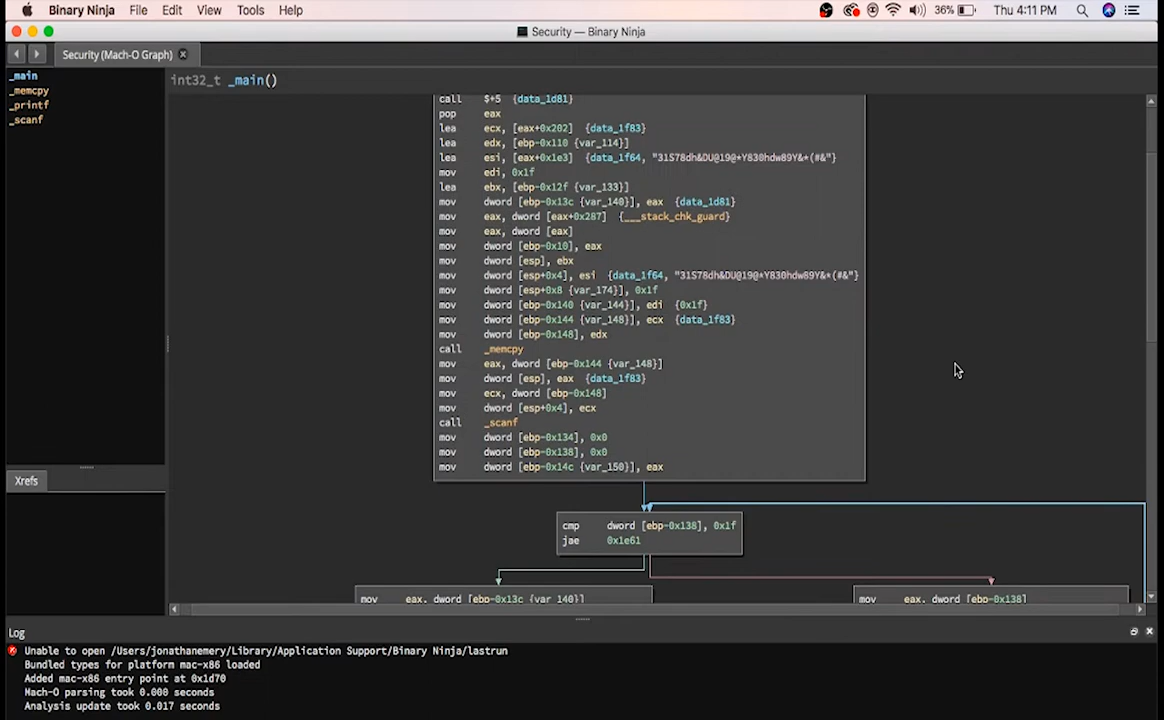 Binary Ninja File Edit View Tools Help 36% Thu 4:11 PM
Security — Binary Ninja
Security (Mach-O Graph)
_main
_memcpy
_printf
_scanf
int32_t _main()
call $+5 {data_1d81}
pop eax
lea ecx, [eax+0x202] {data_1f83}
lea edx, [ebp-0x110 {var_114}]
lea esi, [eax+0x1e3] {data_1f64, "31S78dh&DU@19@*Y830hdw89Y&*(#&"}
mov edi, 0x1f
lea ebx, [ebp-0x12f {var_133}]
mov dword [ebp-0x13c {var_140}], eax {data_1d81}
mov eax, dword [eax+0x287] {___stack_chk_guard}
mov eax, dword [eax]
mov dword [ebp-0x10], eax
mov dword [esp], ebx
mov dword [esp+0x4], esi {data_1f64, "31S78dh&DU@19@*Y830hdw89Y&*(#&"}
mov dword [esp+0x8 {var_174}], 0x1f
mov dword [ebp-0x140 {var_144}], edi {0x1f}
mov dword [ebp-0x144 {var_148}], ecx {data_1f83}
mov dword [ebp-0x148], edx
call _memcpy
mov eax, dword [ebp-0x144 {var_148}]
mov dword [esp], eax {data_1f83}
mov ecx, dword [ebp-0x148]
mov dword [esp+0x4], ecx
call _scanf
mov dword [ebp-0x134], 0x0
mov dword [ebp-0x138], 0x0
mov dword [ebp-0x14c {var_150}], eax
Xrefs
cmp dword [ebp-0x138], 0x1f
jae 0x1e61
mov eax, dword [ebp-0x13c {var_140}]
mov eax, dword [ebp-0x138]
Log
Unable to open /Users/jonathanemery/Library/Application Support/Binary Ninja/lastrun
Bundled types for platform mac-x86 loaded
Added mac-x86 entry point at 0x1d70
Mach-O parsing took 0.000 seconds
Analysis update took 0.017 seconds